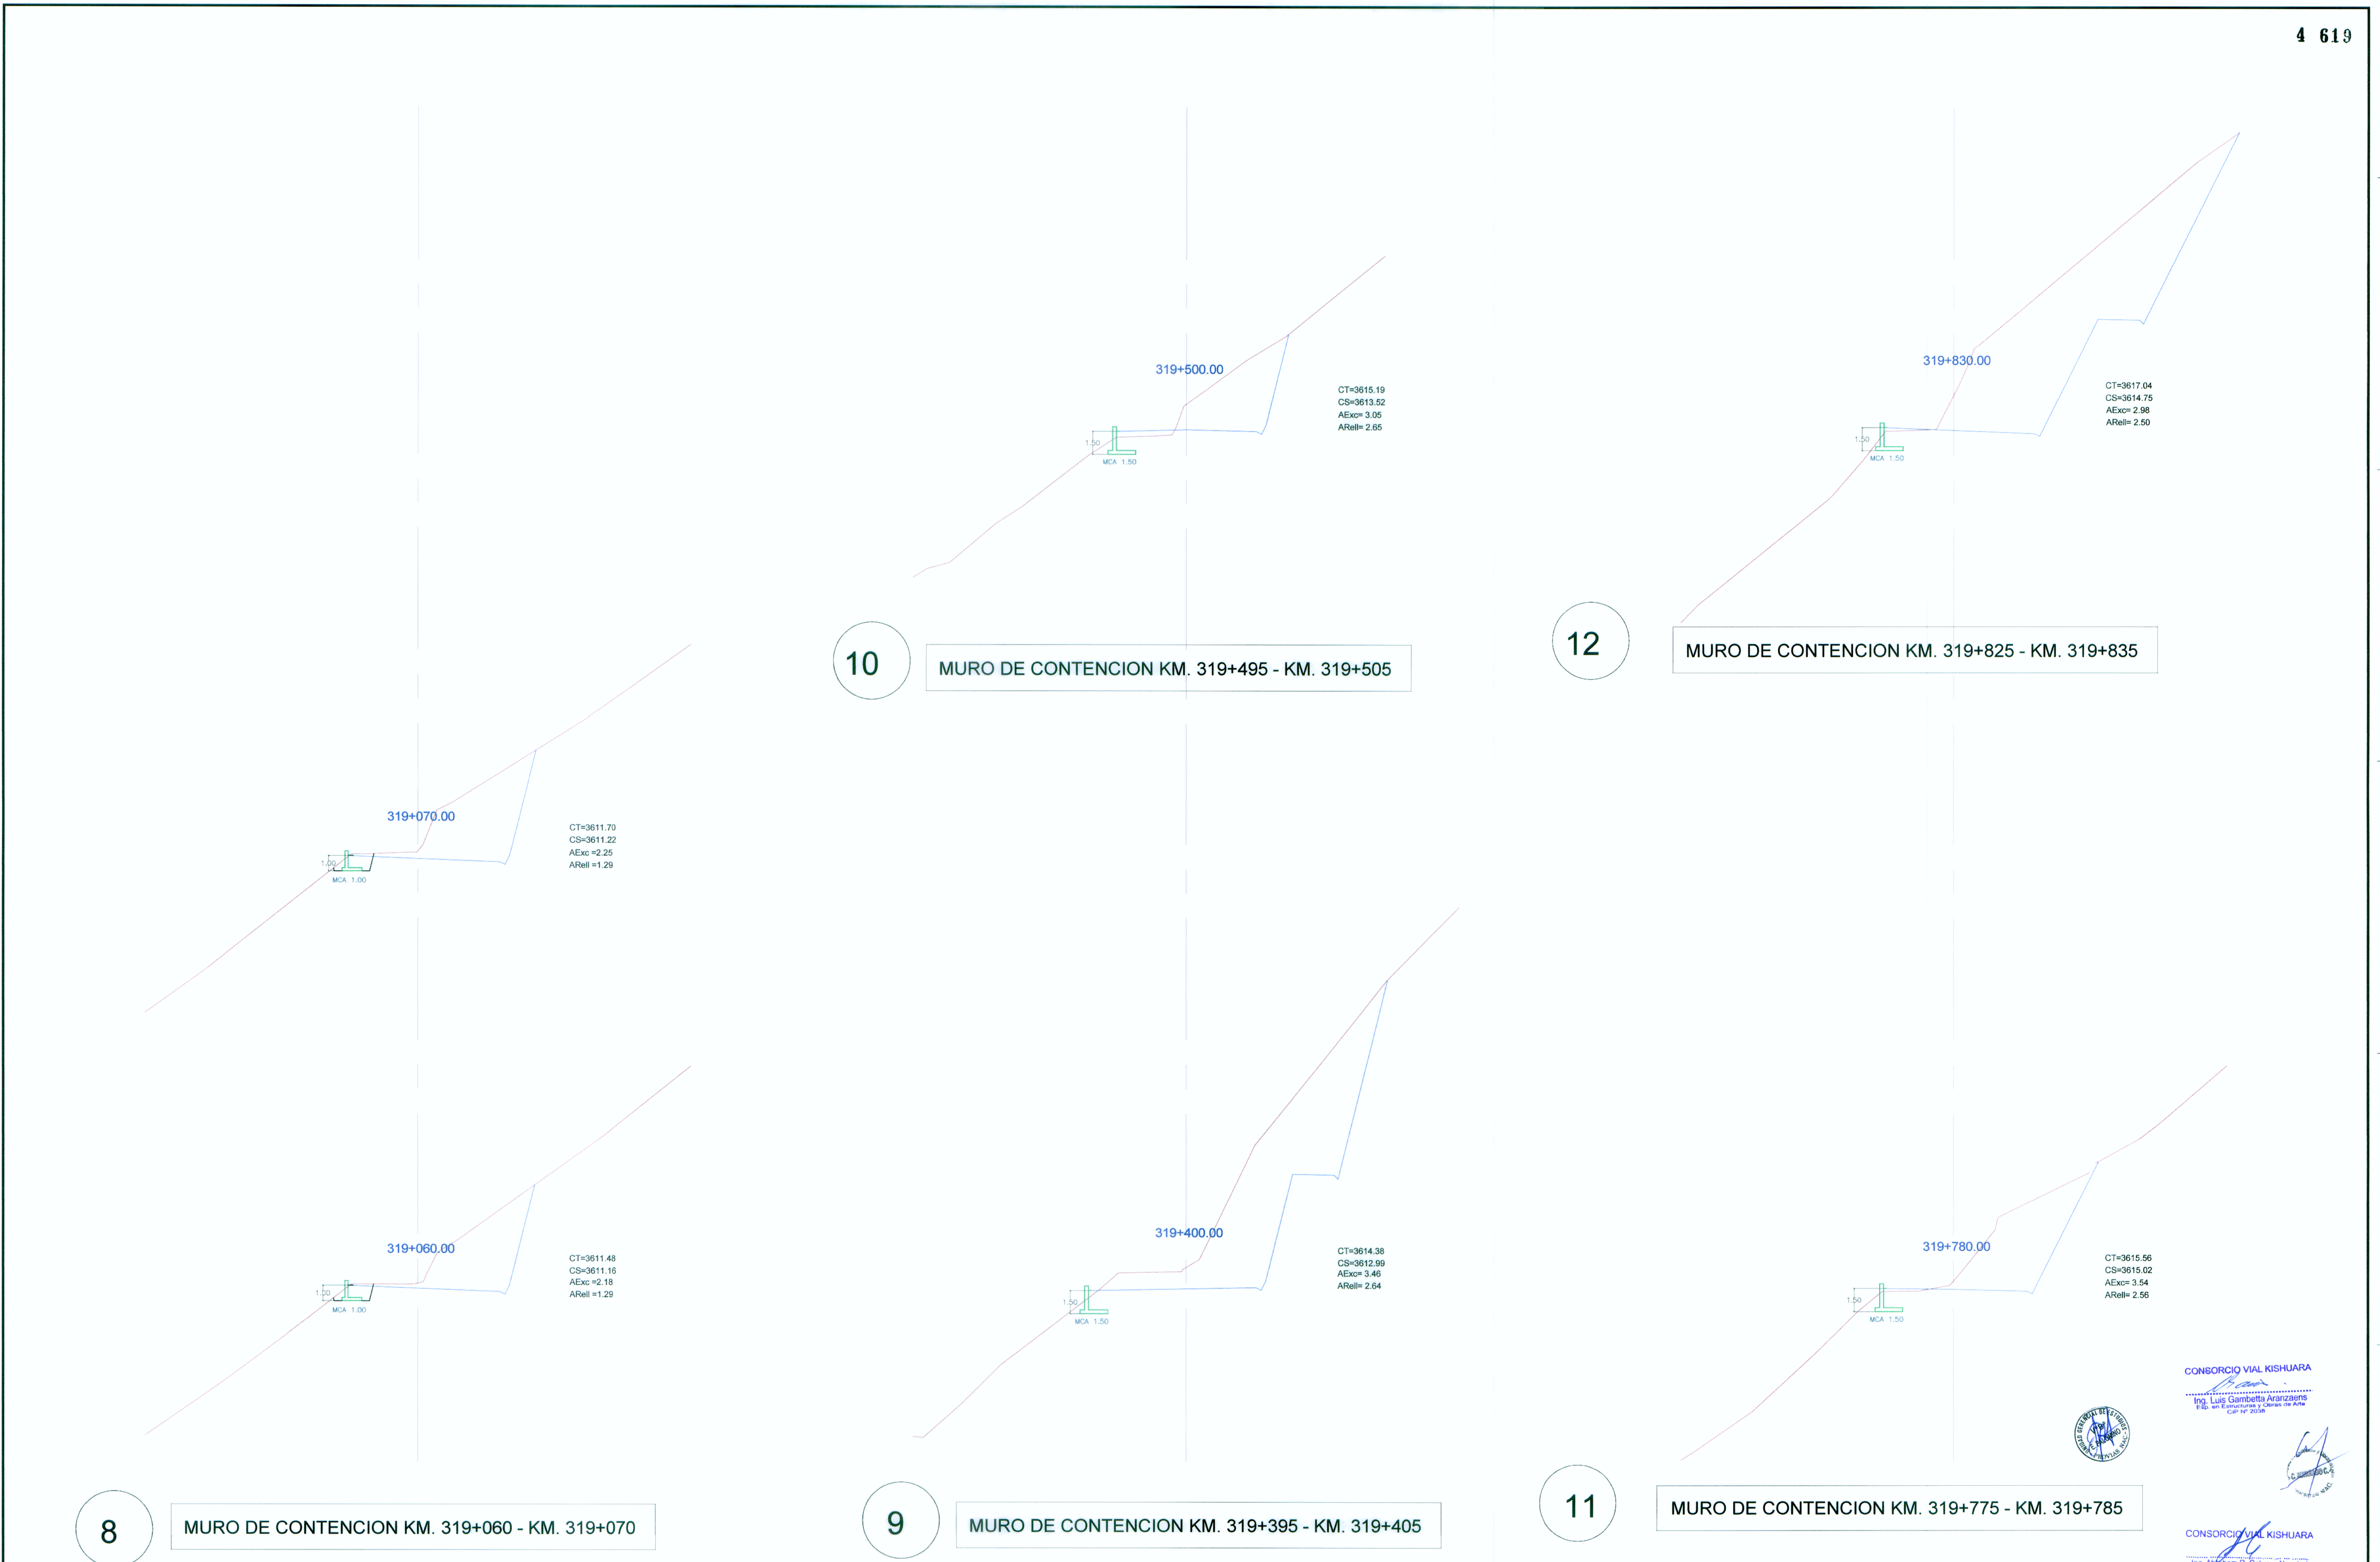 4 619
319+070.00
CT=3611.70
CS=3611.22
AExc =2.25
ARell =1.29
1.00
MCA 1.00
319+060.00
CT=3611.48
CS=3611.16
AExc =2.18
ARell =1.29
1.00
MCA 1.00
8
MURO DE CONTENCION KM. 319+060 - KM. 319+070
319+500.00
CT=3615.19
CS=3613.52
AExc= 3.05
ARell= 2.65
1.50
MCA 1.50
10
MURO DE CONTENCION KM. 319+495 - KM. 319+505
319+400.00
CT=3614.38
CS=3612.99
AExc= 3.46
ARell= 2.64
1.50
MCA 1.50
9
MURO DE CONTENCION KM. 319+395 - KM. 319+405
319+830.00
CT=3617.04
CS=3614.75
AExc= 2.98
ARell= 2.50
1.50
MCA 1.50
12
MURO DE CONTENCION KM. 319+825 - KM. 319+835
319+780.00
CT=3615.56
CS=3615.02
AExc= 3.54
ARell= 2.56
1.50
MCA 1.50
11
MURO DE CONTENCION KM. 319+775 - KM. 319+785
CONSORCIO VIAL KISHUARA
Ing. Luis Gambetta Aranzaens
Esp. en Estructuras y Obras de Arte
CIP N° 2038
CONSORCIO VIAL KISHUARA